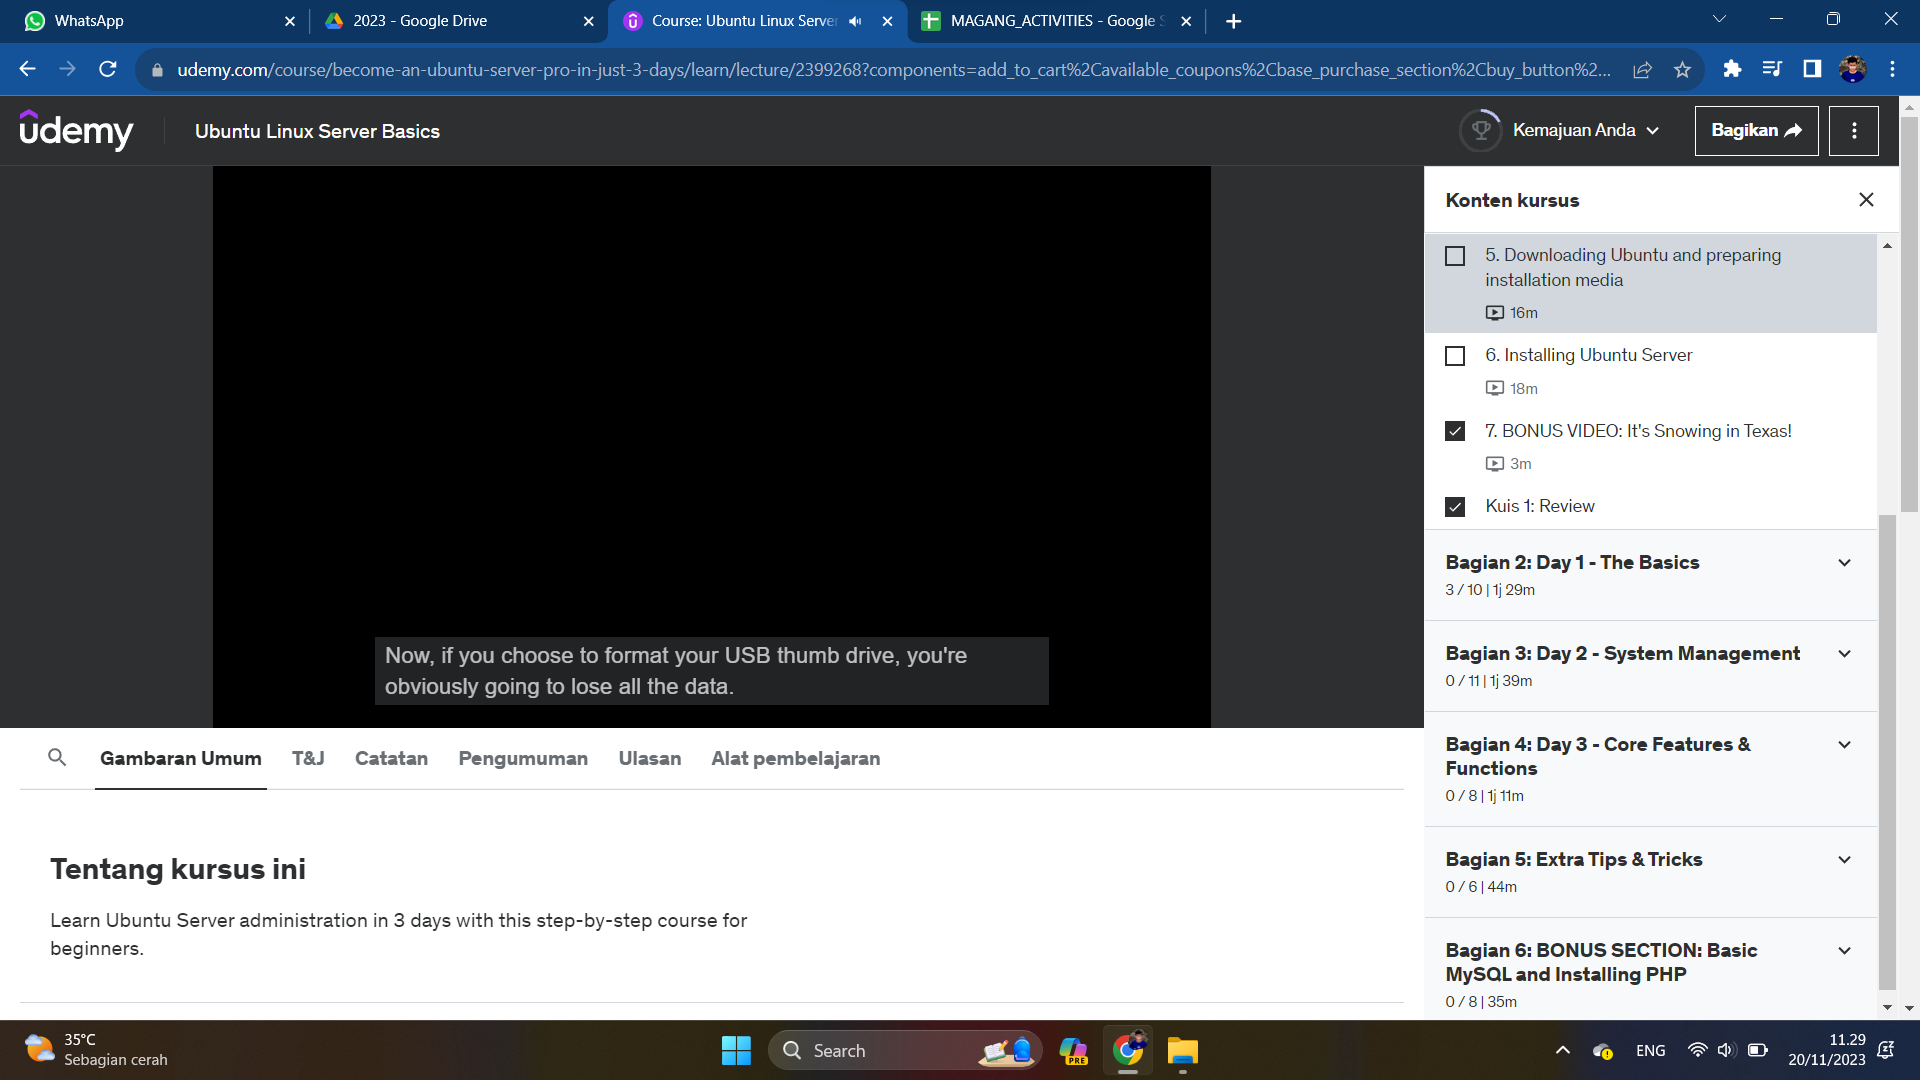 WhatsApp
2023 - Google Drive
Course: Ubuntu Linux Server
MAGANG_ACTIVITIES - Google S
udemy.com/course/become-an-ubuntu-server-pro-in-just-3-days/learn/lecture/2399268?components=add_to_cart%2Cavailable_coupons%2Cbase_purchase_section%2Cbuy_button%2...
udemy
Ubuntu Linux Server Basics
Kemajuan Anda
Bagikan
Now, if you choose to format your USB thumb drive, you're
obviously going to lose all the data.
Konten kursus
5. Downloading Ubuntu and preparing
installation media
16m
6. Installing Ubuntu Server
18m
7. BONUS VIDEO: It's Snowing in Texas!
3m
Kuis 1: Review
Bagian 2: Day 1 - The Basics
3 / 10 | 1j 29m
Bagian 3: Day 2 - System Management
0 / 11 | 1j 39m
Bagian 4: Day 3 - Core Features &
Functions
0 / 8 | 1j 11m
Bagian 5: Extra Tips & Tricks
0 / 6 | 44m
Bagian 6: BONUS SECTION: Basic
MySQL and Installing PHP
0 / 8 | 35m
Gambaran Umum
T&J
Catatan
Pengumuman
Ulasan
Alat pembelajaran
Tentang kursus ini
Learn Ubuntu Server administration in 3 days with this step-by-step course for
beginners.
35°C
Sebagian cerah
Search
PRE
ENG
11.29
20/11/2023